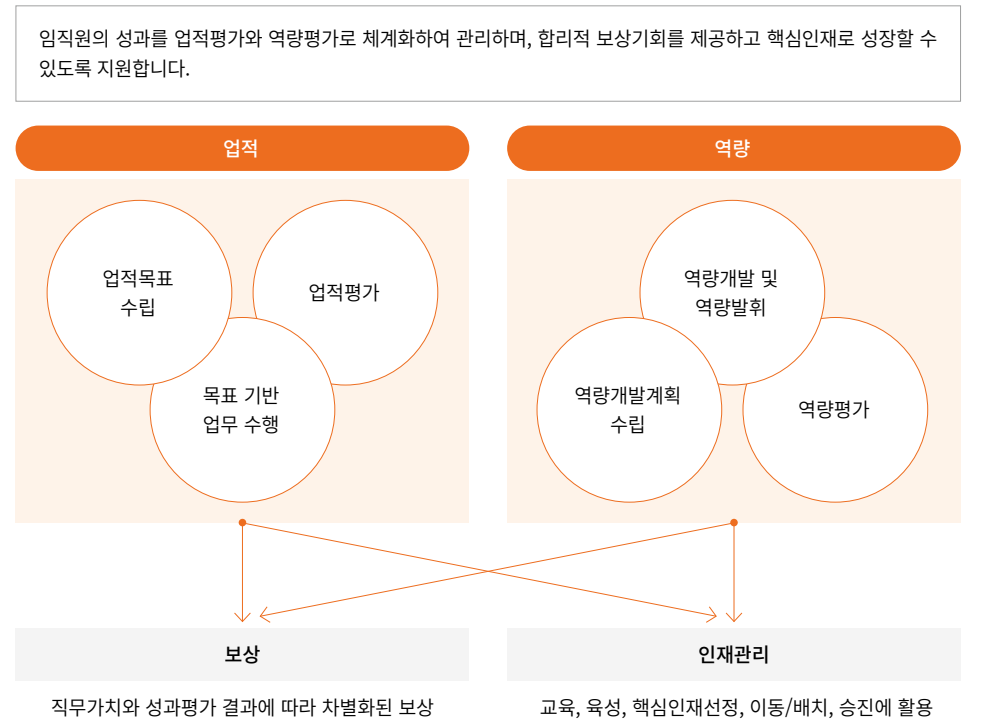 임직원의 성과를 업적평가와 역량평가로 체계화하여 관리하며, 합리적 보상기회를 제공하고 핵심인재로 성장할 수
있도록 지원합니다.
업적
역량
업적목표
수립
업적평가
목표 기반
업무 수행
역량개발 및
역량발휘
역량개발계획
수립
역량평가
보상
인재관리
직무가치와 성과평가 결과에 따라 차별화된 보상
교육, 육성, 핵심인재선정, 이동/배치, 승진에 활용